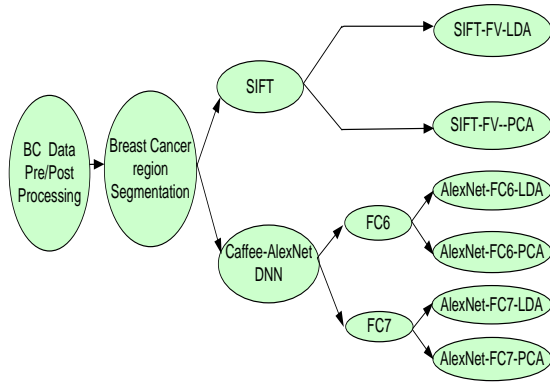 BC Data
Pre/Post
Processing
Breast Cancer
region
Segmentation
SIFT
SIFT-FV-LDA
SIFT-FV--PCA
Caffee-AlexNet
DNN
FC6
AlexNet-FC6-LDA
AlexNet-FC6-PCA
FC7
AlexNet-FC7-LDA
AlexNet-FC7-PCA